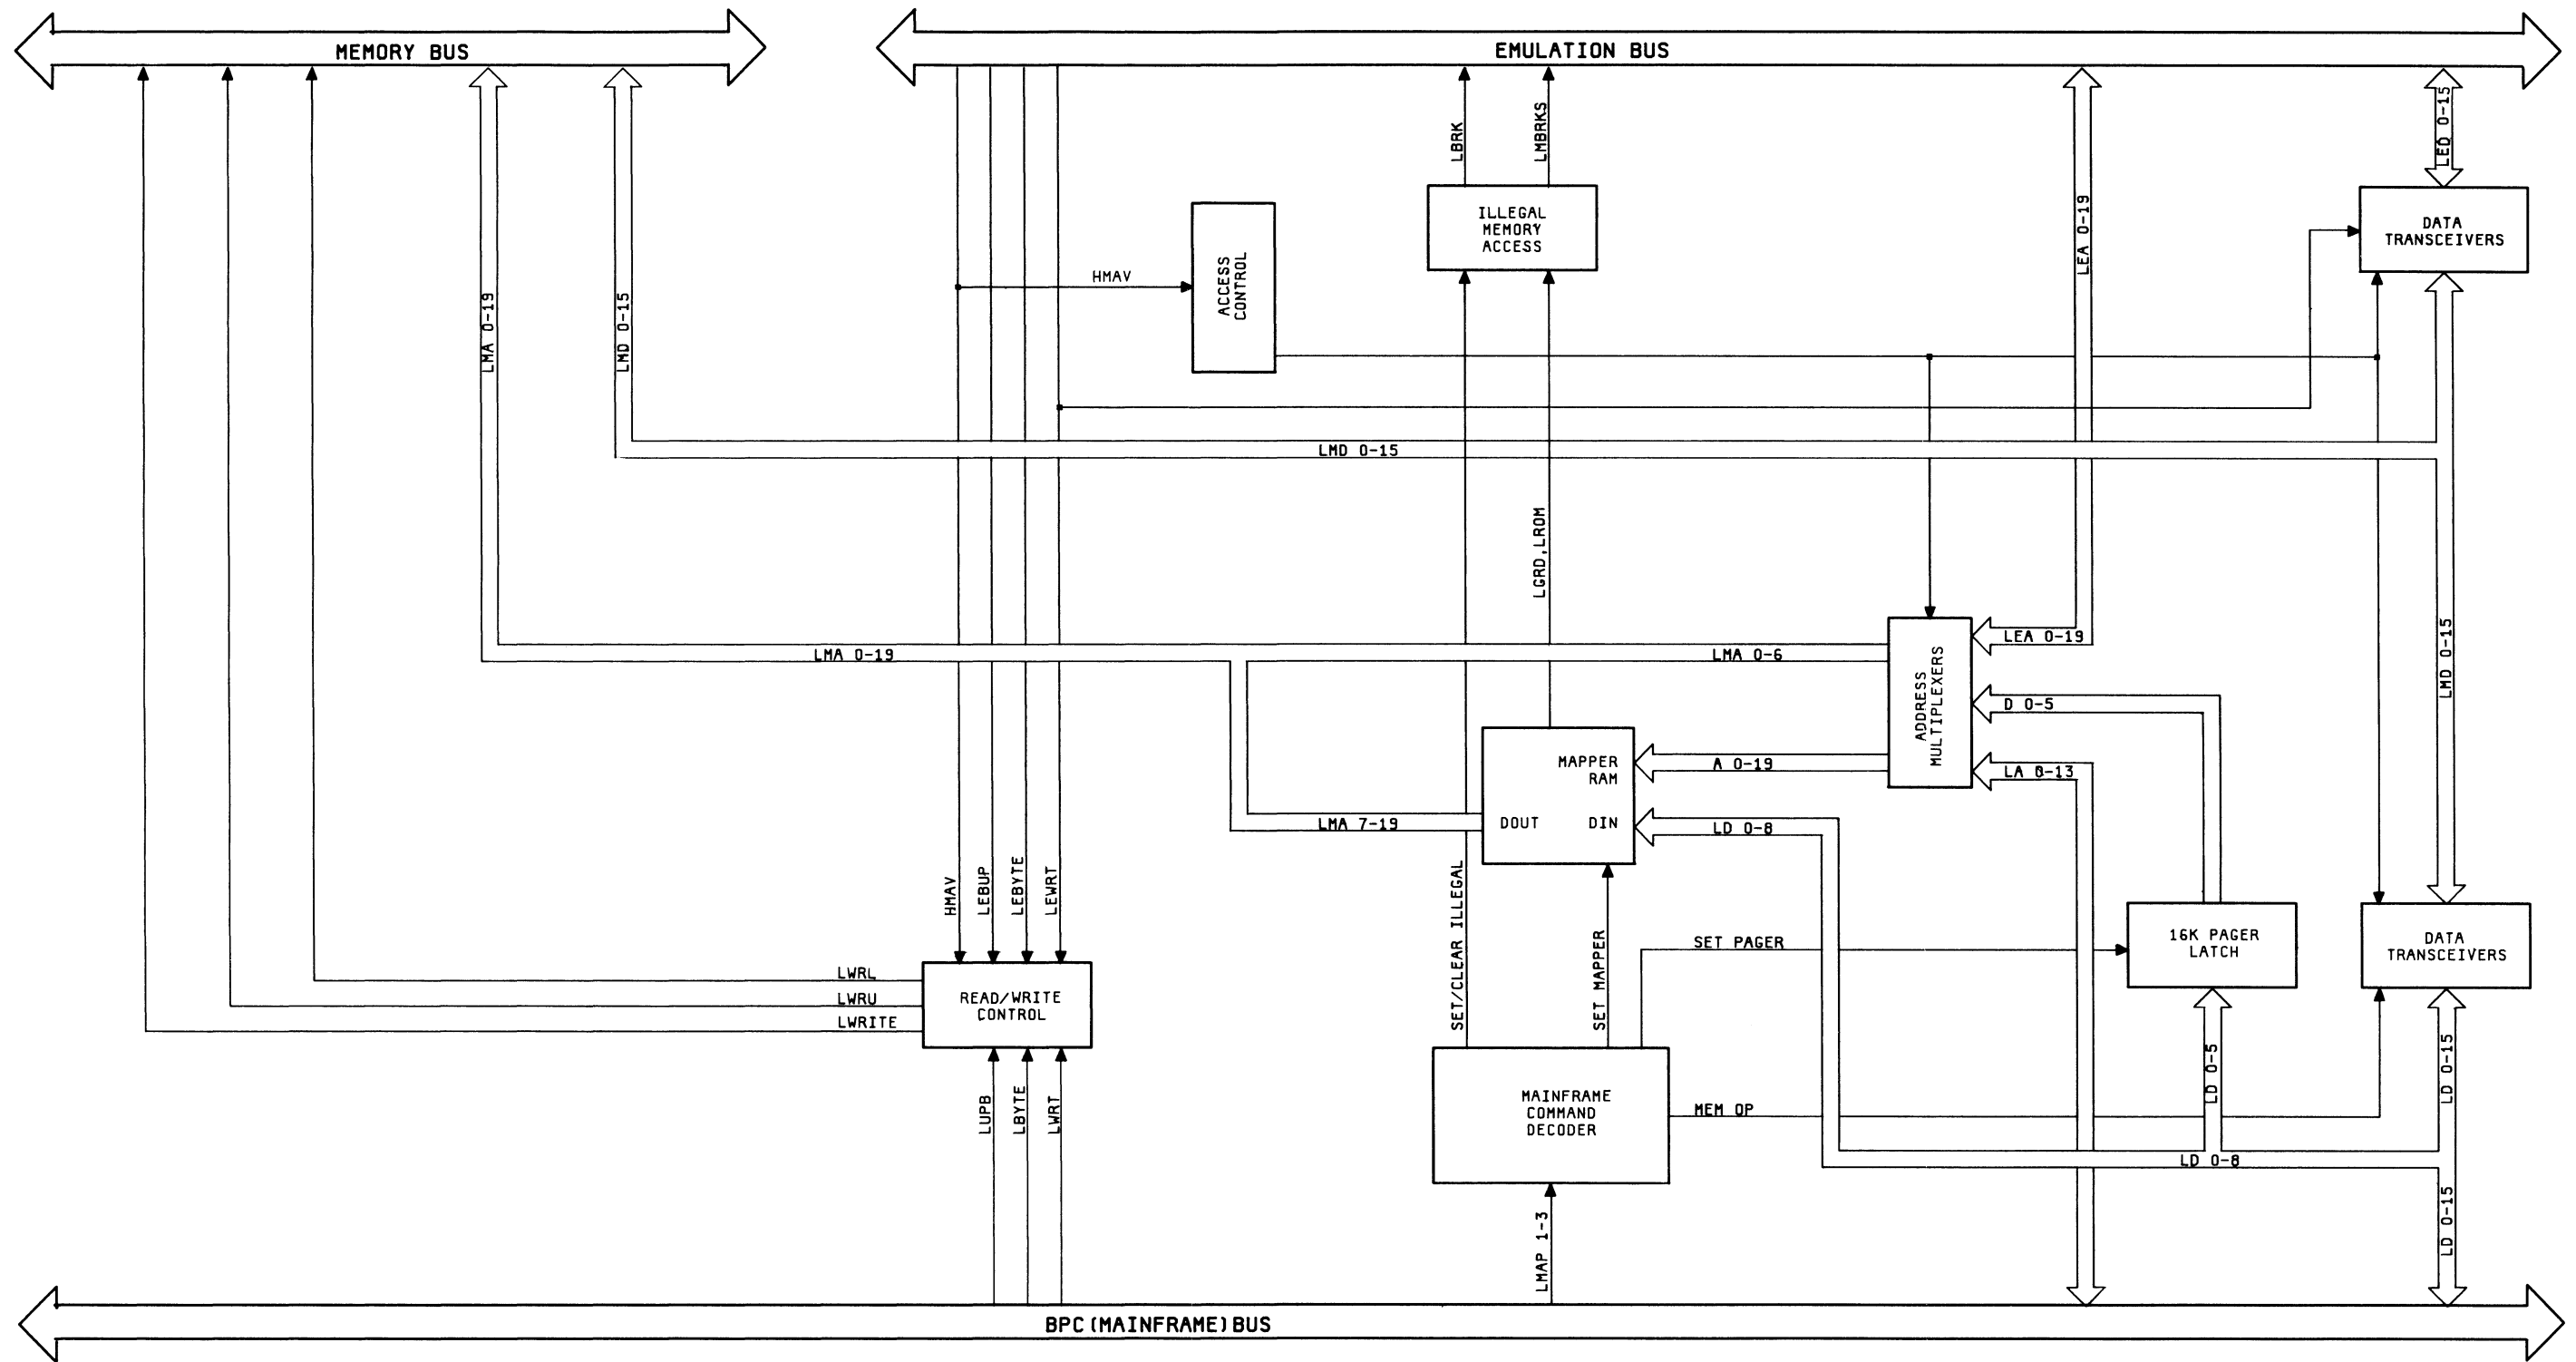 MEMORY BUS
EMULATION BUS
LBRK
LMBRKS
LED 0-15
ILLEGAL
MEMORY
ACCESS
DATA
TRANSCEIVERS
LEA 0-19
ACCESS
CONTROL
HMAV
LMA 0-19
LMD 0-15
LMD 0-15
LGRD,LROM
LMA 0-19
LMA 0-6
LEA 0-19
LMD 0-15
ADDRESS
MULTIPLEXERS
D 0-5
MAPPER
RAM
A 0-19
LA 0-13
LMA 7-19
DOUT
DIN
LD 0-8
HMAV
LEBUP
LEBYTE
LEWRT
SET/CLEAR ILLEGAL
SET MAPPER
SET PAGER
16K PAGER
LATCH
DATA
TRANSCEIVERS
LWRL
LWRU
LWRITE
READ/WRITE
CONTROL
LUPB
LBYTE
LWRT
MAINFRAME
COMMAND
DECODER
MEM OP
LD 0-5
LD 0-15
LD 0-8
LMAP 1-3
LD 0-15
BPC(MAINFRAME)BUS